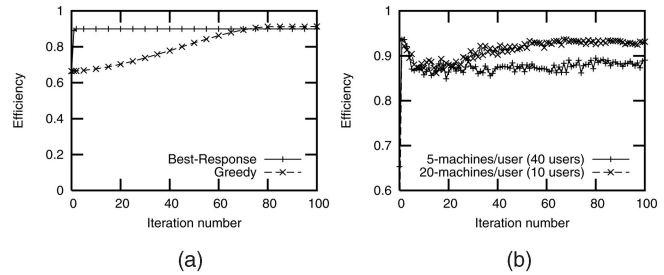 1
0.8
0.6
0.4
0.2
0
Efficiency
Best-Response
Greedy
0 20 40 60 80 100
Iteration number
(a)
1
0.9
0.8
0.7
0.6
Efficiency
5-machines/user (40 users)
20-machines/user (10 users)
0 20 40 60 80 100
Iteration number
(b)